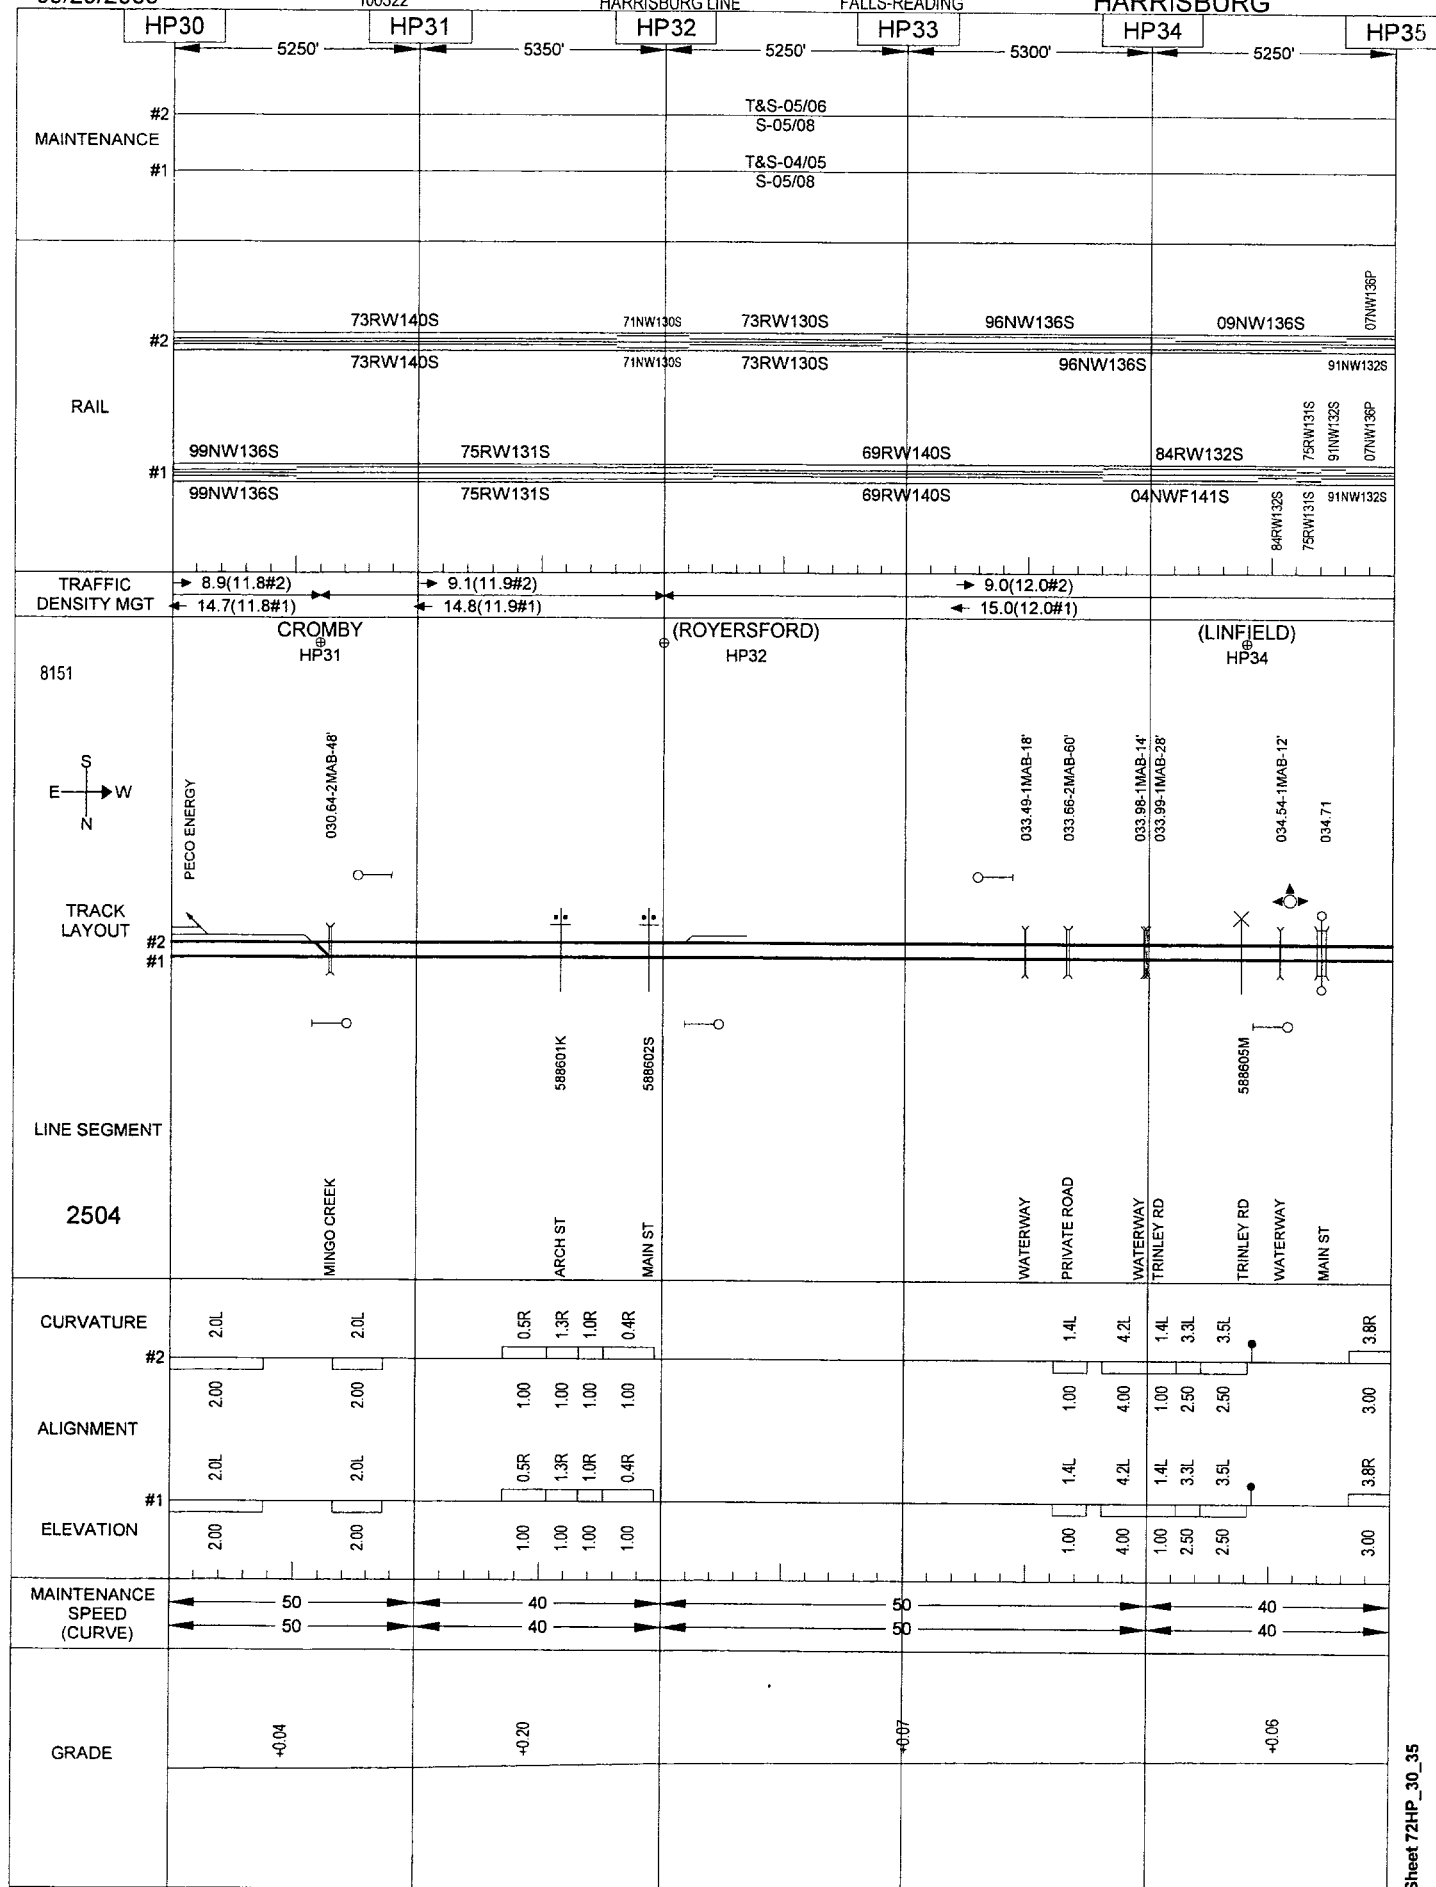 HARRISBURG LINE
FALLS-READING
HARRISBURG
HP30
HP31
HP32
HP33
HP34
HP35
5250'
5350'
5250'
5300'
5250'
MAINTENANCE
#2
T&S-05/06
S-05/08
#1
T&S-04/05
S-05/08
RAIL
07NW136P
73RW140S
71NW130S
73RW130S
96NW136S
09NW136S
#2
73RW140S
71NW130S
73RW130S
96NW136S
91NW132S
75RW131S
91NW132S
07NW136P
99NW136S
75RW131S
69RW140S
84RW132S
#1
99NW136S
75RW131S
69RW140S
04NWF141S
84RW132S
75RW131S
91NW132S
TRAFFIC
DENSITY MGT
8.9(11.8#2)
9.1(11.9#2)
9.0(12.0#2)
14.7(11.8#1)
14.8(11.9#1)
15.0(12.0#1)
CROMBY
HP31
(ROYERSFORD)
HP32
(LINFIELD)
HP34
8151
S
E
W
N
PECO ENERGY
030.64-2MAB-48'
033.49-1MAB-18'
033.66-2MAB-60'
033.98-1MAB-14'
033.99-1MAB-28'
034.54-1MAB-12'
034.71
TRACK
LAYOUT
#2
#1
588601K
588602S
588605M
LINE SEGMENT
2504
MINGO CREEK
ARCH ST
MAIN ST
WATERWAY
PRIVATE ROAD
WATERWAY
TRINLEY RD
TRINLEY RD
WATERWAY
MAIN ST
CURVATURE
2.0L
2.0L
0.5R
1.3R
1.0R
0.4R
1.4L
4.2L
1.4L
3.3L
3.5L
3.8R
#2
2.00
2.00
1.00
1.00
1.00
1.00
1.00
4.00
1.00
2.50
2.50
3.00
ALIGNMENT
2.0L
2.0L
0.5R
1.3R
1.0R
0.4R
1.4L
4.2L
1.4L
3.3L
3.5L
3.8R
#1
ELEVATION
2.00
2.00
1.00
1.00
1.00
1.00
1.00
4.00
1.00
2.50
2.50
3.00
MAINTENANCE
SPEED
(CURVE)
50
40
50
40
50
40
50
40
GRADE
+0.04
+0.20
+0.07
+0.06
Sheet 72HP_30_35